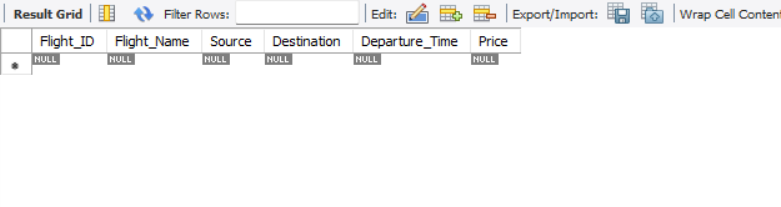 Result Grid Filter Rows: Edit: Export/Import: Wrap Cell Content
Flight_ID Flight_Name Source Destination Departure_Time Price
NULL NULL NULL NULL NULL NULL